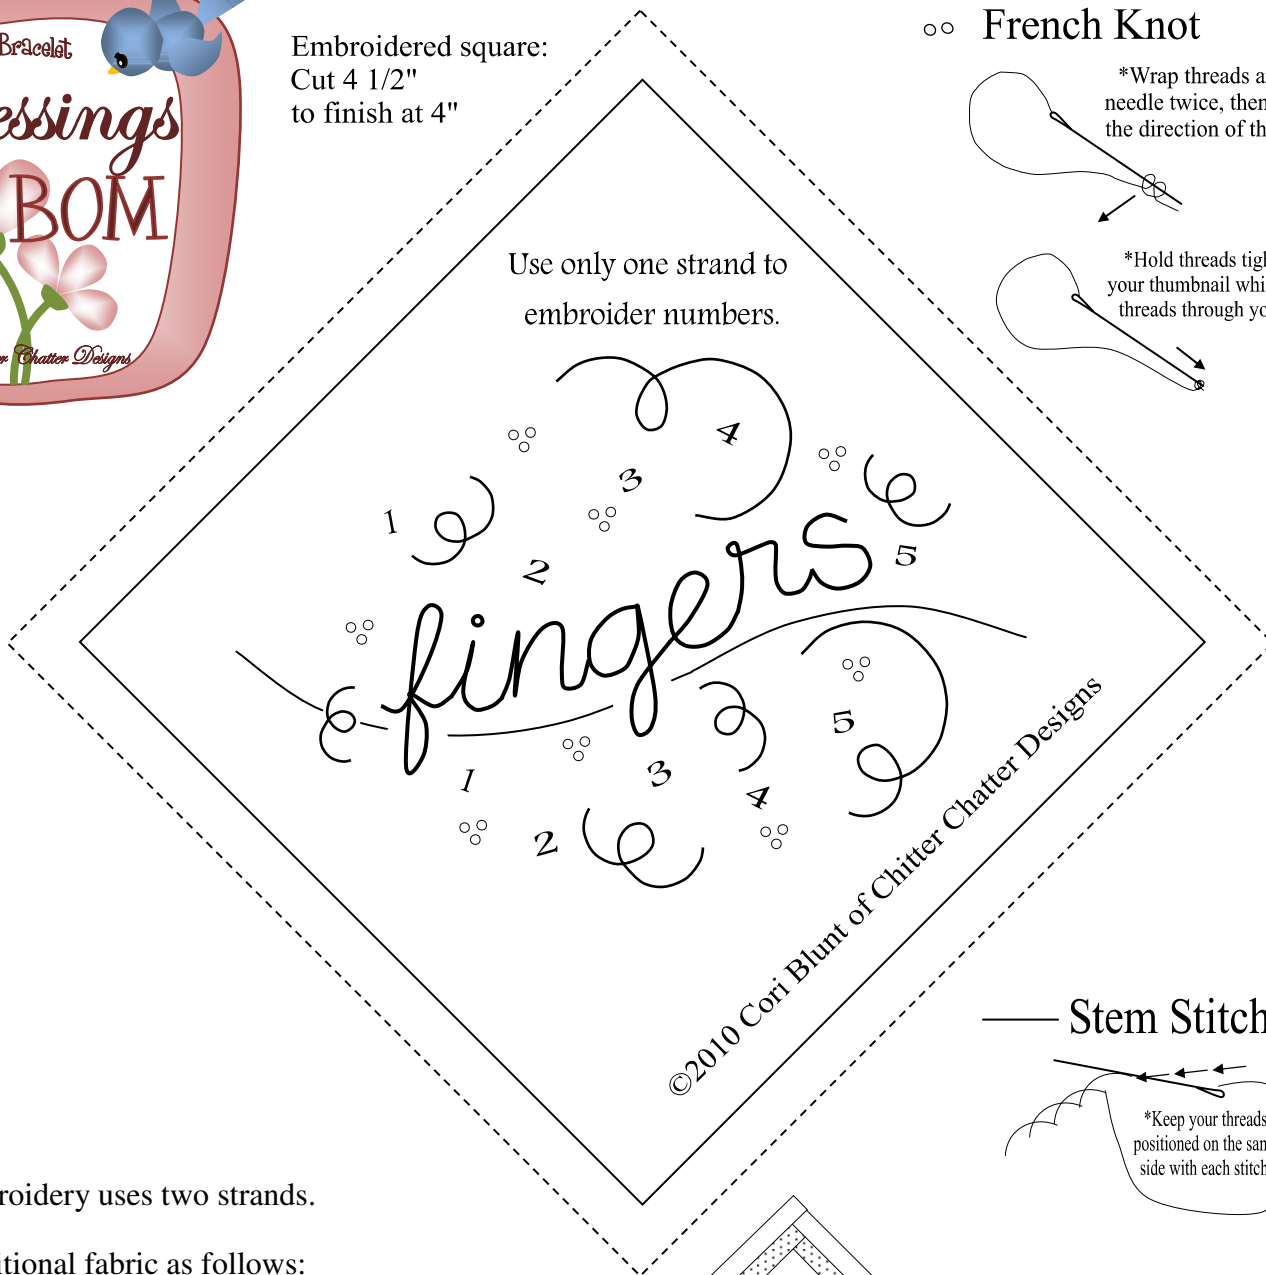 Bracelet
essings
BOM
er Chatter Designs
Embroidered square:
Cut 4 1/2"
to finish at 4"
French Knot
*Wrap threads a
needle twice, then
the direction of th
*Hold threads tigh
your thumbnail whi
threads through yo
Use only one strand to
embroider numbers.
4
3
1
2
5
fingers
5
1
3
4
2
©2010 Cori Blunt of Chitter Chatter Designs
Stem Stitch
*Keep your threads
positioned on the sam
side with each stitch
roidery uses two strands.
itional fabric as follows: